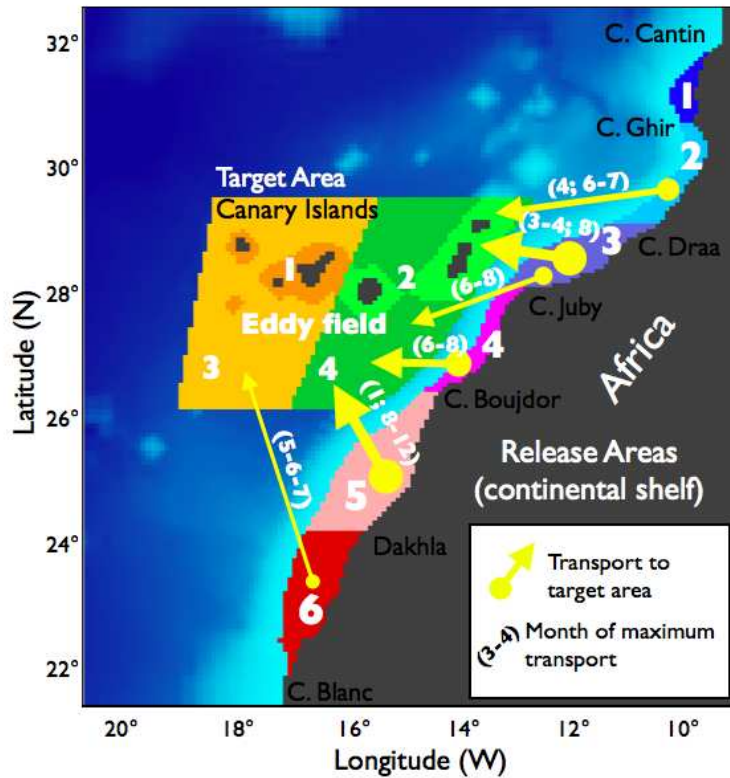 32°
C. Cantin
1
C. Ghir
30°
2
Target Area
Canary Islands
(4; 6-7)
(3-4; 8)
3
C. Draa
1
2
28°
(6-8)
C. Juby
Eddy field
3
4
(6-8)
4
Africa
Latitude (N)
26°
C. Boujdor
(1; 8-12)
(5-6-7)
5
Release Areas
(continental shelf)
24°
Dakhla
6
Transport to
target area
(3-4) Month of maximum
transport
22°
C. Blanc
20° 18° 16° 14° 12° 10°
Longitude (W)